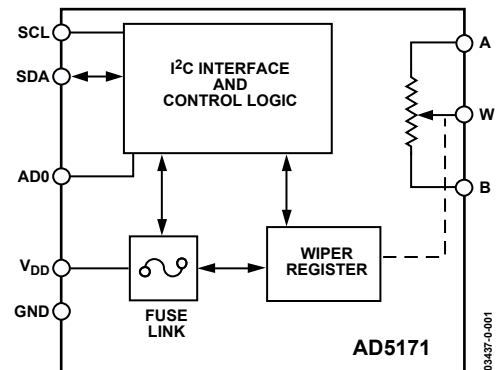 SCL
SDA
AD0
VDD
GND
I2C INTERFACE
AND
CONTROL LOGIC
FUSE
LINK
WIPER
REGISTER
A
W
B
AD5171
03437-0-001